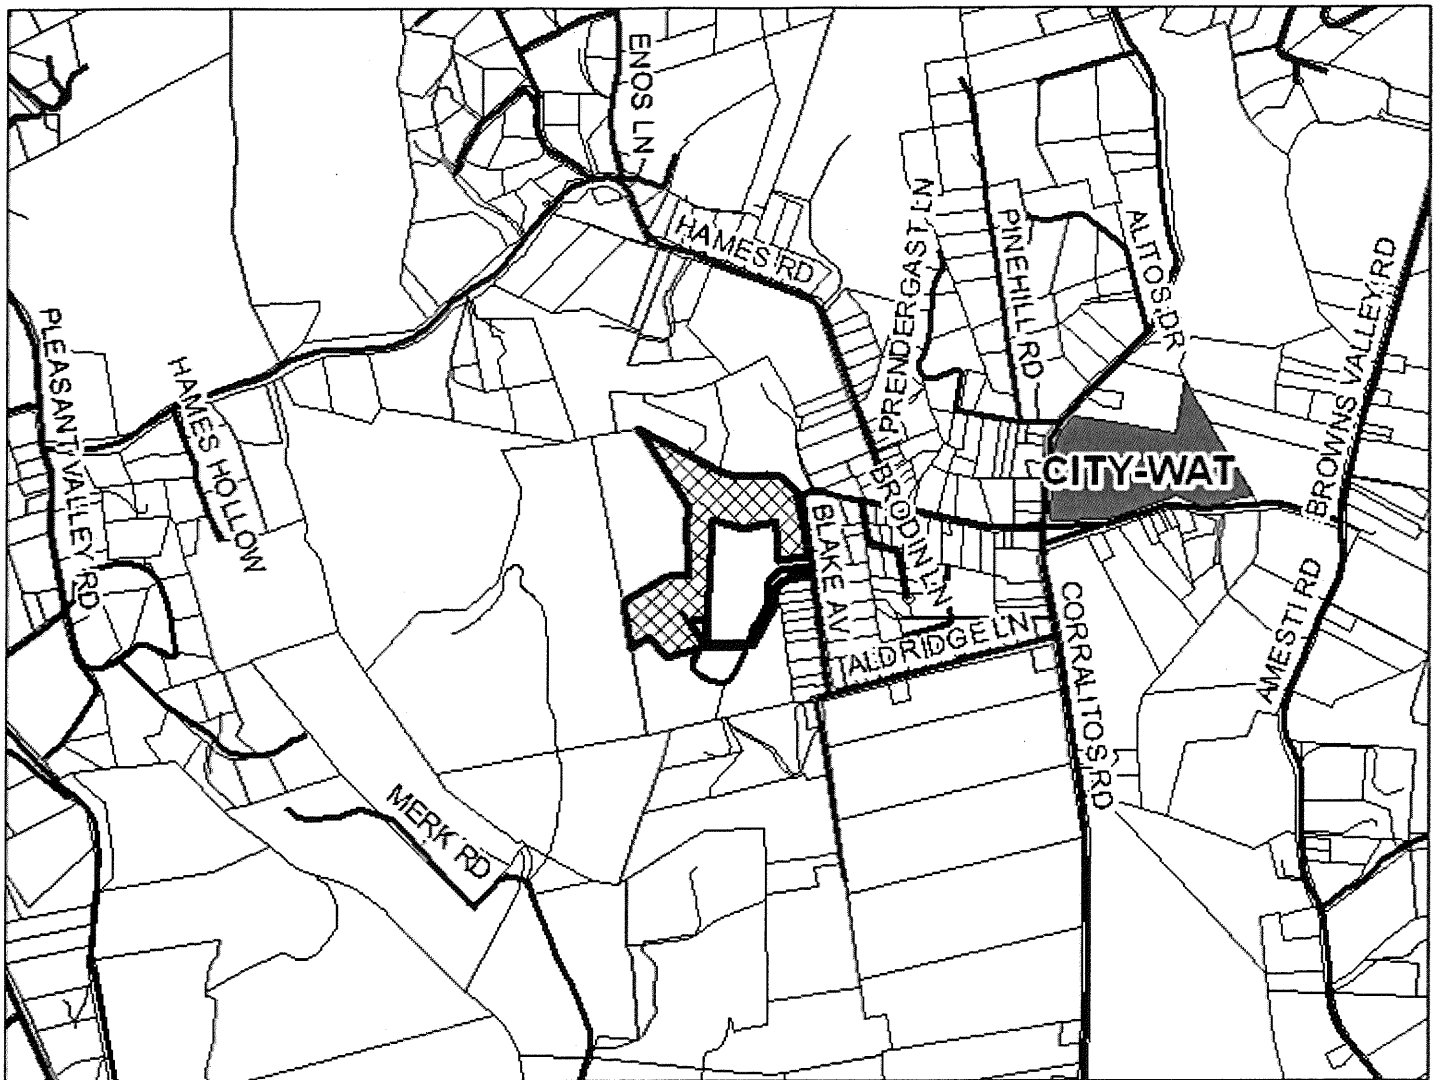 ENOS LN
HAMES RD
PRENDERGAST LN
PINEHILL RD
ALITOS DR
BROWNS VALLEY RD
PLEASANT VALLEY RD
HAMES HOLLOW
CITY-WAT
BRODIN LN
BLAKE AV
TALDRIDGE LN
CORRALITOS RD
AMESTI RD
MERK RD